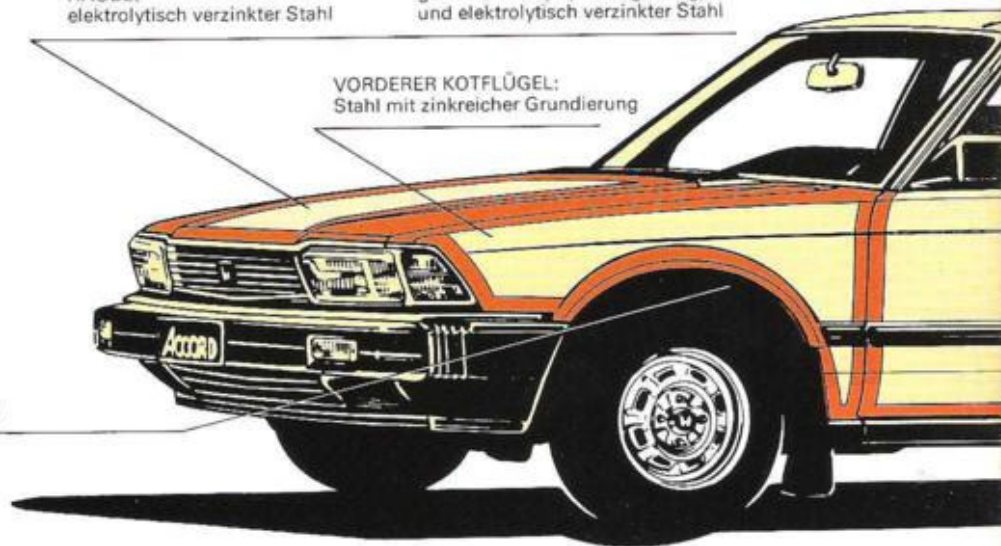 elektrolytisch verzinkter Stahl
und elektrolytisch verzinkter Stahl
VORDERER KOTFLÜGEL:
Stahl mit zinkreicher Grundierung
ACCORD